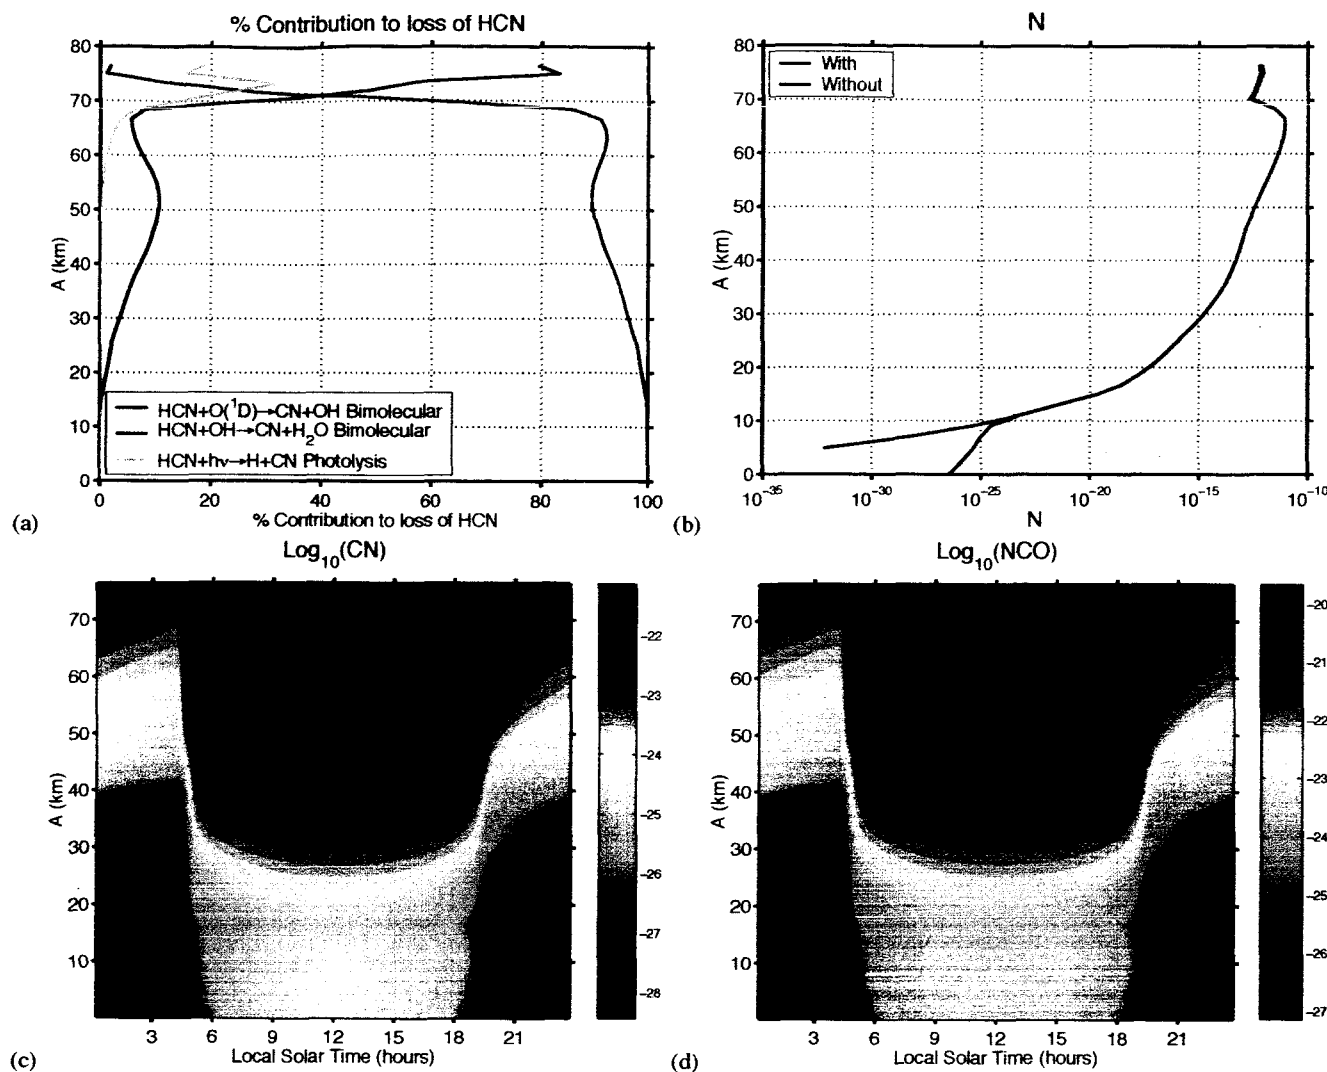 % Contribution to loss of HCN
80
70
60
50
40
30
20
10
0
A (km)
HCN+O(¹D)→CN+OH Bimolecular
HCN+OH→CN+H₂O Bimolecular
HCN+hν→H+CN Photolysis
0 20 40 60 80 100
% Contribution to loss of HCN
(a)
N
80
70
60
50
40
30
20
10
0
A (km)
With
Without
10⁻³⁵ 10⁻³⁰ 10⁻²⁵ 10⁻²⁰ 10⁻¹⁵ 10⁻¹⁰
N
(b)
Log₁₀(CN)
70
60
50
40
30
20
10
A (km)
3 6 9 12 15 18 21
Local Solar Time (hours)
-22
-23
-24
-25
-26
-27
-28
(c)
Log₁₀(NCO)
70
60
50
40
30
20
10
A (km)
3 6 9 12 15 18 21
Local Solar Time (hours)
-20
-21
-22
-23
-24
-25
-26
-27
(d)